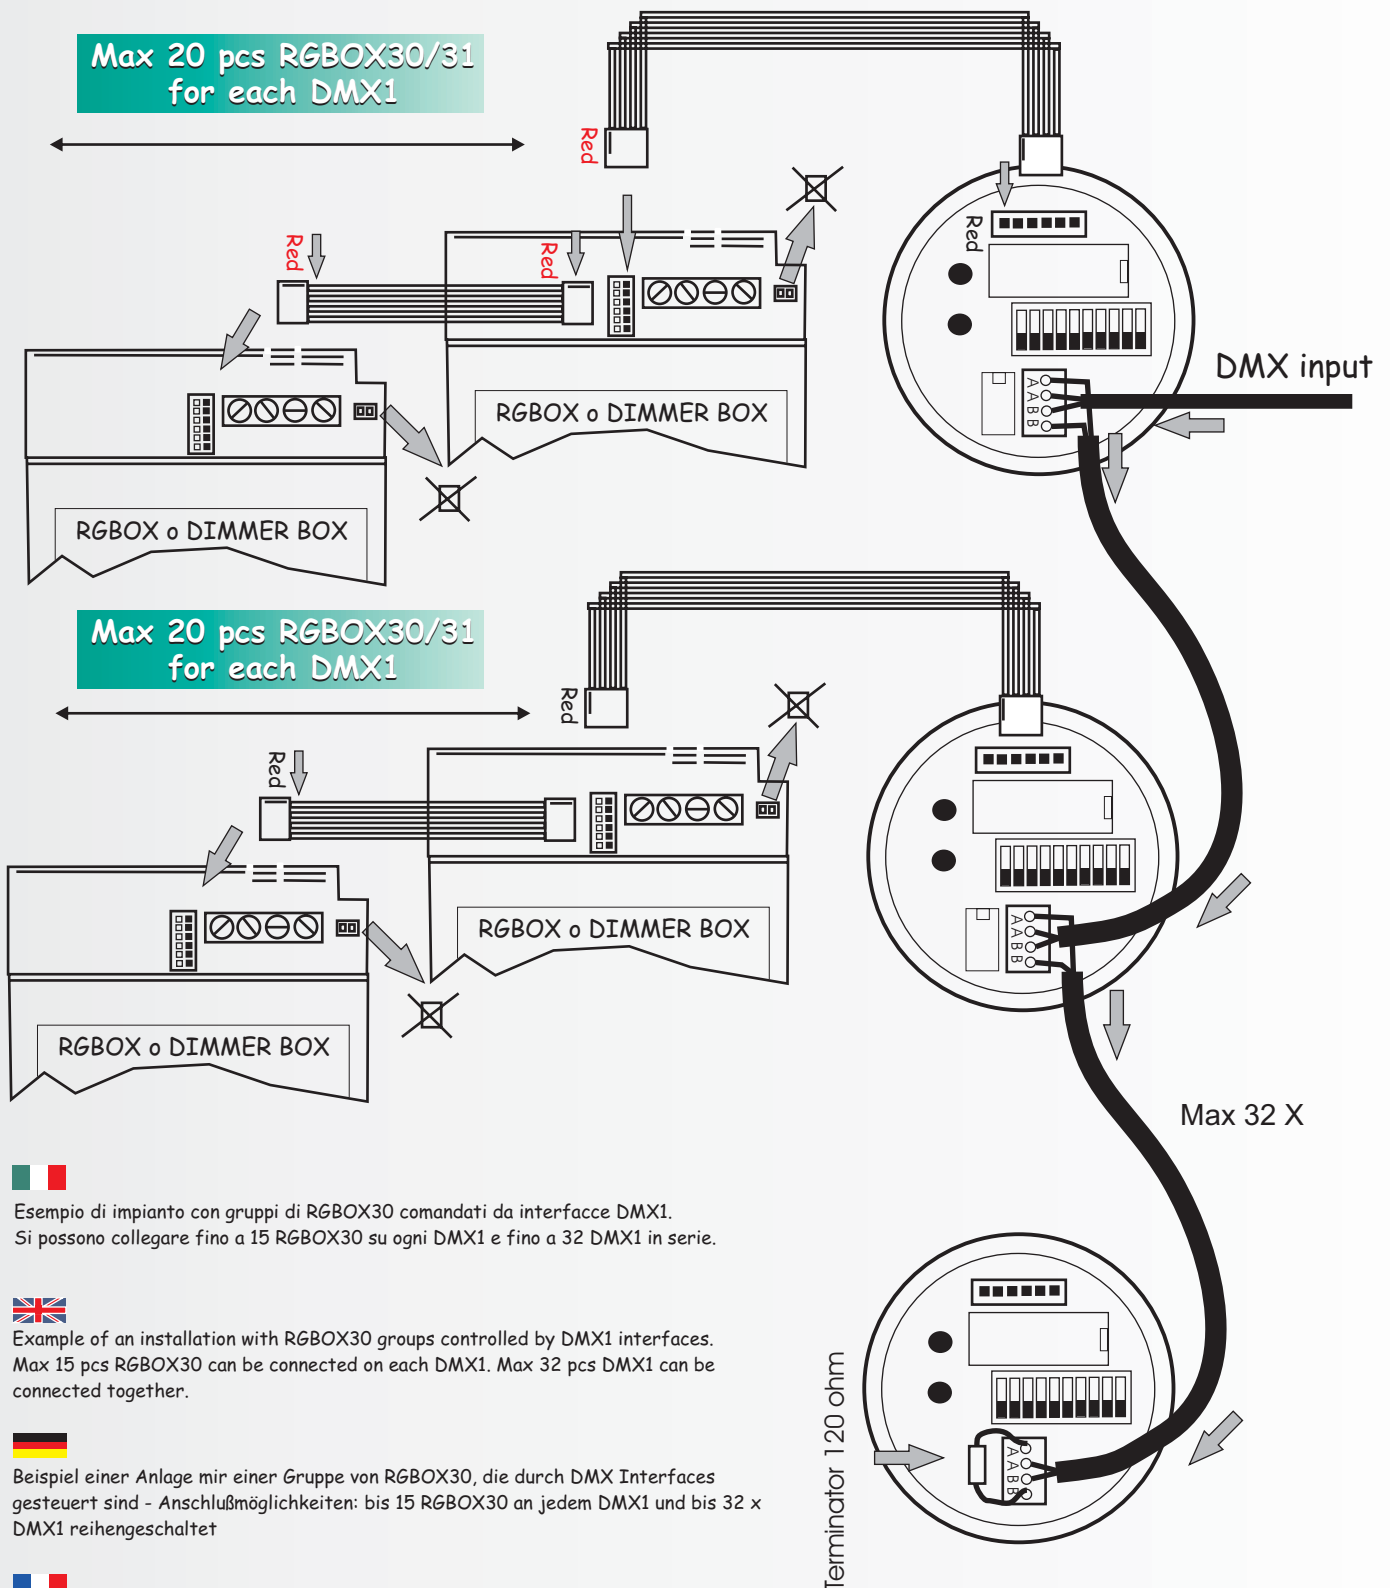 Max 20 pcs RGBOX30/31
for each DMX1
Red
Red
Red
Red
DMX input
A
A
B
B
RGBOX o DIMMER BOX
RGBOX o DIMMER BOX
Max 20 pcs RGBOX30/31
for each DMX1
Red
Red
A
A
B
B
RGBOX o DIMMER BOX
RGBOX o DIMMER BOX
Max 32 X
Esempio di impianto con gruppi di RGBOX30 comandati da interfacce DMX1.
Si possono collegare fino a 15 RGBOX30 su ogni DMX1 e fino a 32 DMX1 in serie.
Example of an installation with RGBOX30 groups controlled by DMX1 interfaces.
Max 15 pcs RGBOX30 can be connected on each DMX1. Max 32 pcs DMX1 can be
connected together.
Beispiel einer Anlage mir einer Gruppe von RGBOX30, die durch DMX Interfaces
gesteuert sind - Anschlußmöglichkeiten: bis 15 RGBOX30 an jedem DMX1 und bis 32 x
DMX1 reihengeschaltet
Terminator 120 ohm
A
A
B
B